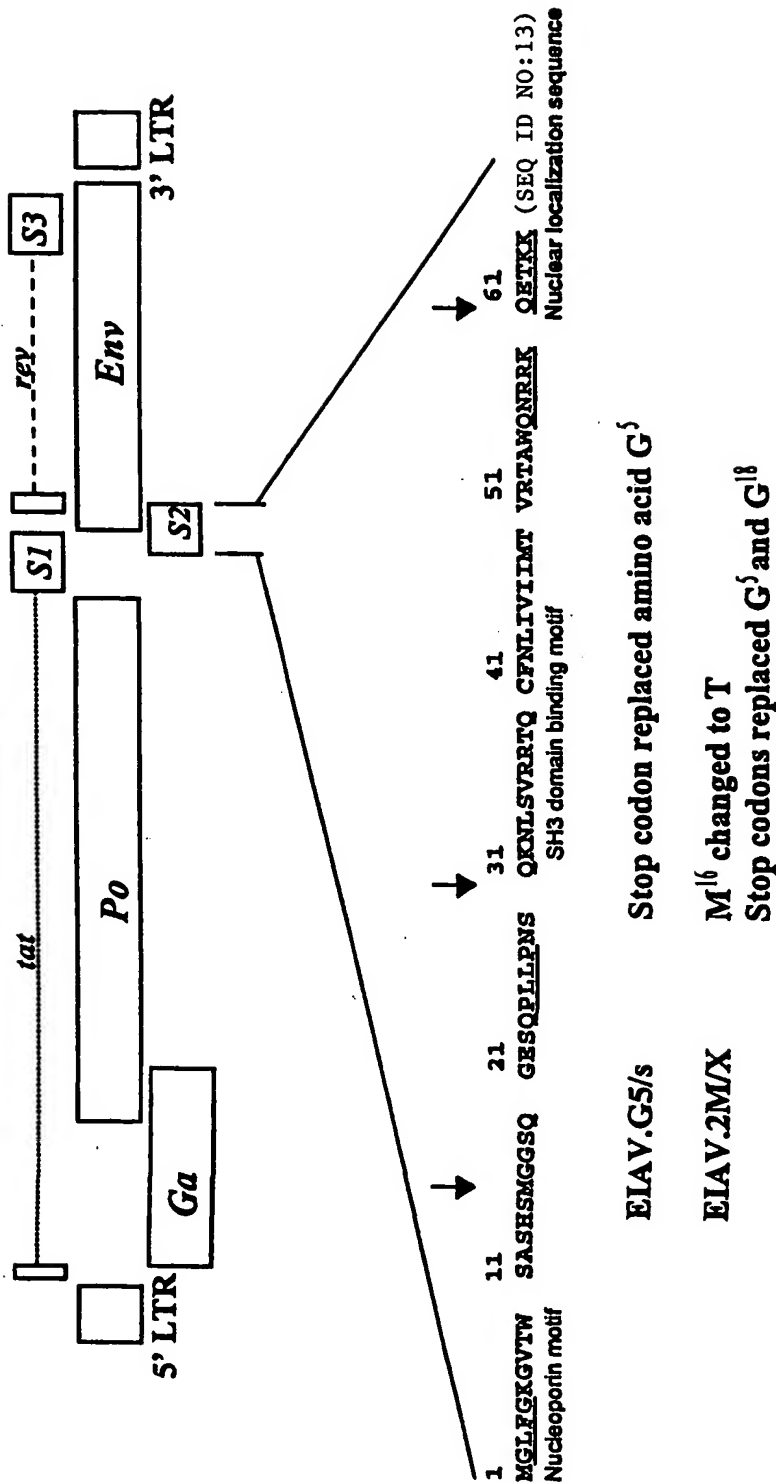 tat S1 rev S3
5' LTR Ga Po S2 Env 3' LTR
1 11 21 31 41 51 61
MGLFGKGVTW SASHSMGGSQ GESQPLLPNS QKNLSVRRTQ CFNLIVIIMT VRTAWQNRRK QETKK (SEQ ID NO:13)
Nucleoporin motif SH3 domain binding motif Nuclear localization sequence
EIAV.G5/s Stop codon replaced amino acid G5
EIAV.2M/X M16 changed to T
Stop codons replaced G5 and G18